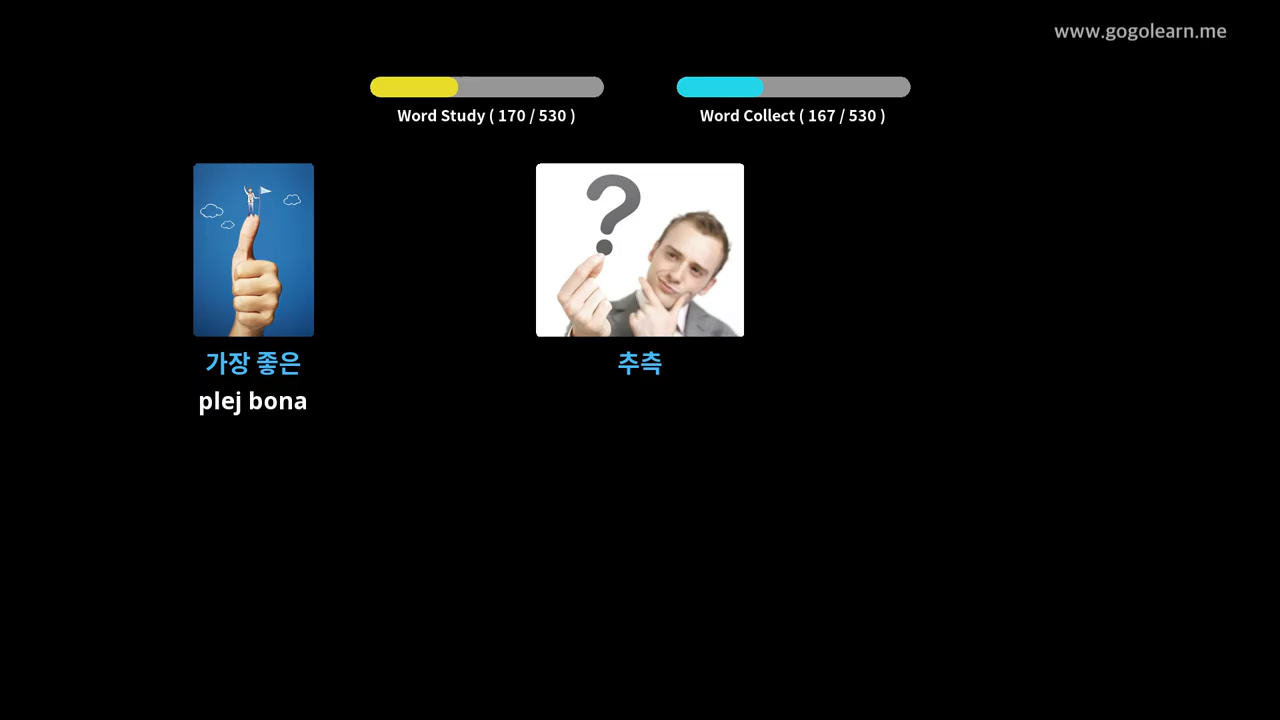 www.gogolearn.me
Word Study ( 170 / 530 )
Word Collect ( 167 / 530 )
가장 좋은
plej bona
추측